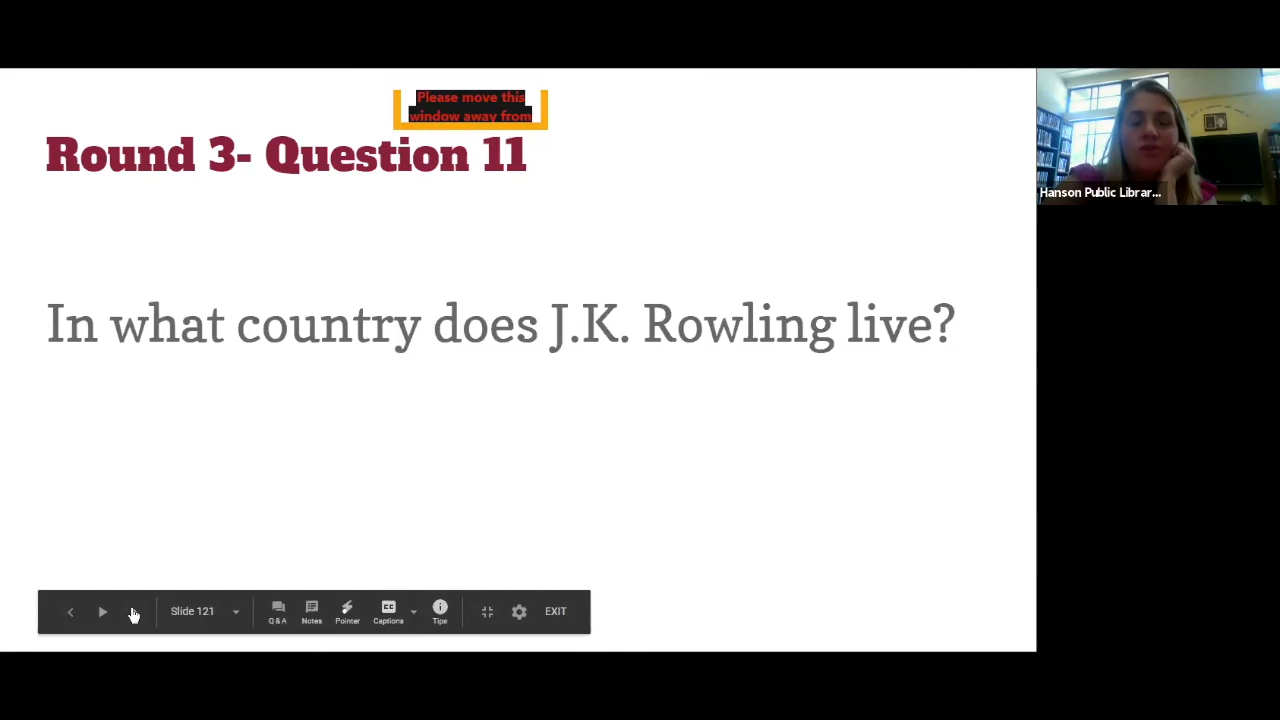 Please move this
window away from
Round 3- Question 11
In what country does J.K. Rowling live?
Hanson Public Librar...
Slide 121
Q & A
Notes
Pointer
CC
Captions
Tips
EXIT